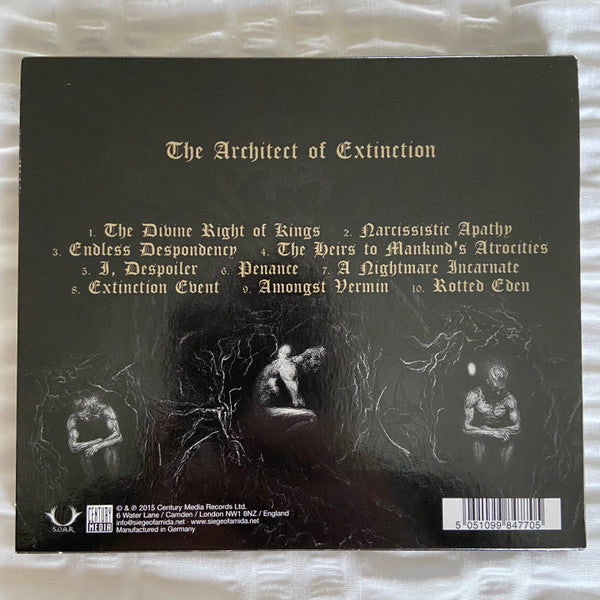 The Architect of Extinction
1. The Divine Right of Kings 2. Narcissistic Apathy
3. Endless Despondency 4. The Heirs to Mankind's Atrocities
5. I, Despoiler 6. Penance 7. A Nightmare Incarnate
8. Extinction Event 9. Amongst Vermin 10. Rotted Eden
S.O.A.R.
CENTURY
MEDIA
© & ℗ 2015 Century Media Records Ltd.
6 Water Lane / Camden / London NW1 8NZ / England
info@siegeofamida.net - www.siegeofamida.net
Manufactured in Germany
5 051099 847705